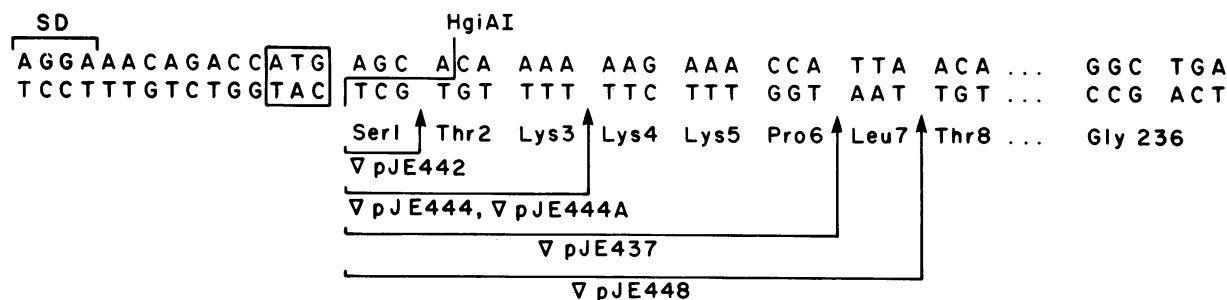 SD HgiAI
AGGAAACAGACCATG AGC ACA AAA AAG AAA CCA TTA ACA ... GGC TGA
TCCTTTGTCTGGTAC TCG TGT TTT TTC TTT GGT AAT TGT ... CCG ACT
Ser1 Thr2 Lys3 Lys4 Lys5 Pro6 Leu7 Thr8 ... Gly 236
∇ pJE442
∇ pJE444, ∇ pJE444A
∇ pJE437
∇ pJE448